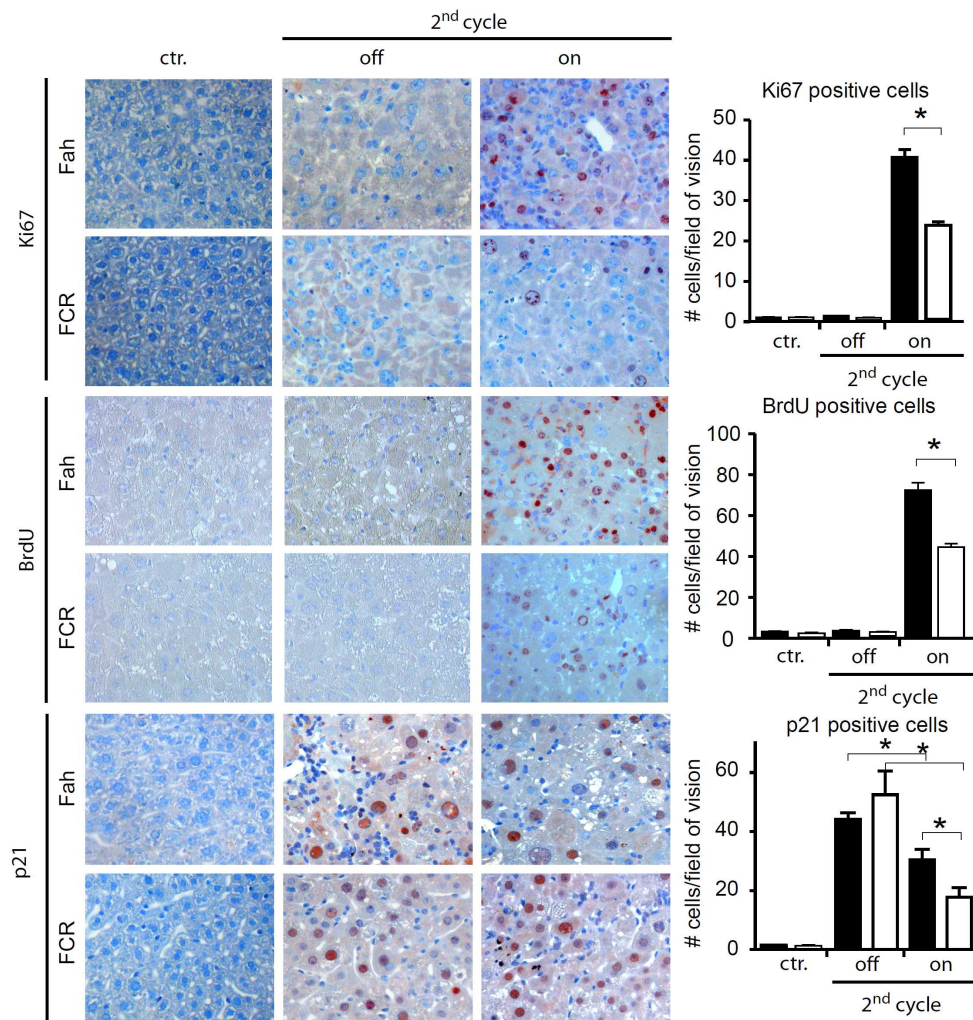 2nd cycle
ctr. off on
Ki67
Fah
FCR
BrdU
Fah
FCR
p21
Fah
FCR
Ki67 positive cells
*
# cells/field of vision
50
40
30
20
10
0
ctr. off on
2nd cycle
BrdU positive cells
*
# cells/field of vision
100
80
60
40
20
0
ctr. off on
2nd cycle
p21 positive cells
* *
*
# cells/field of vision
60
40
20
0
ctr. off on
2nd cycle